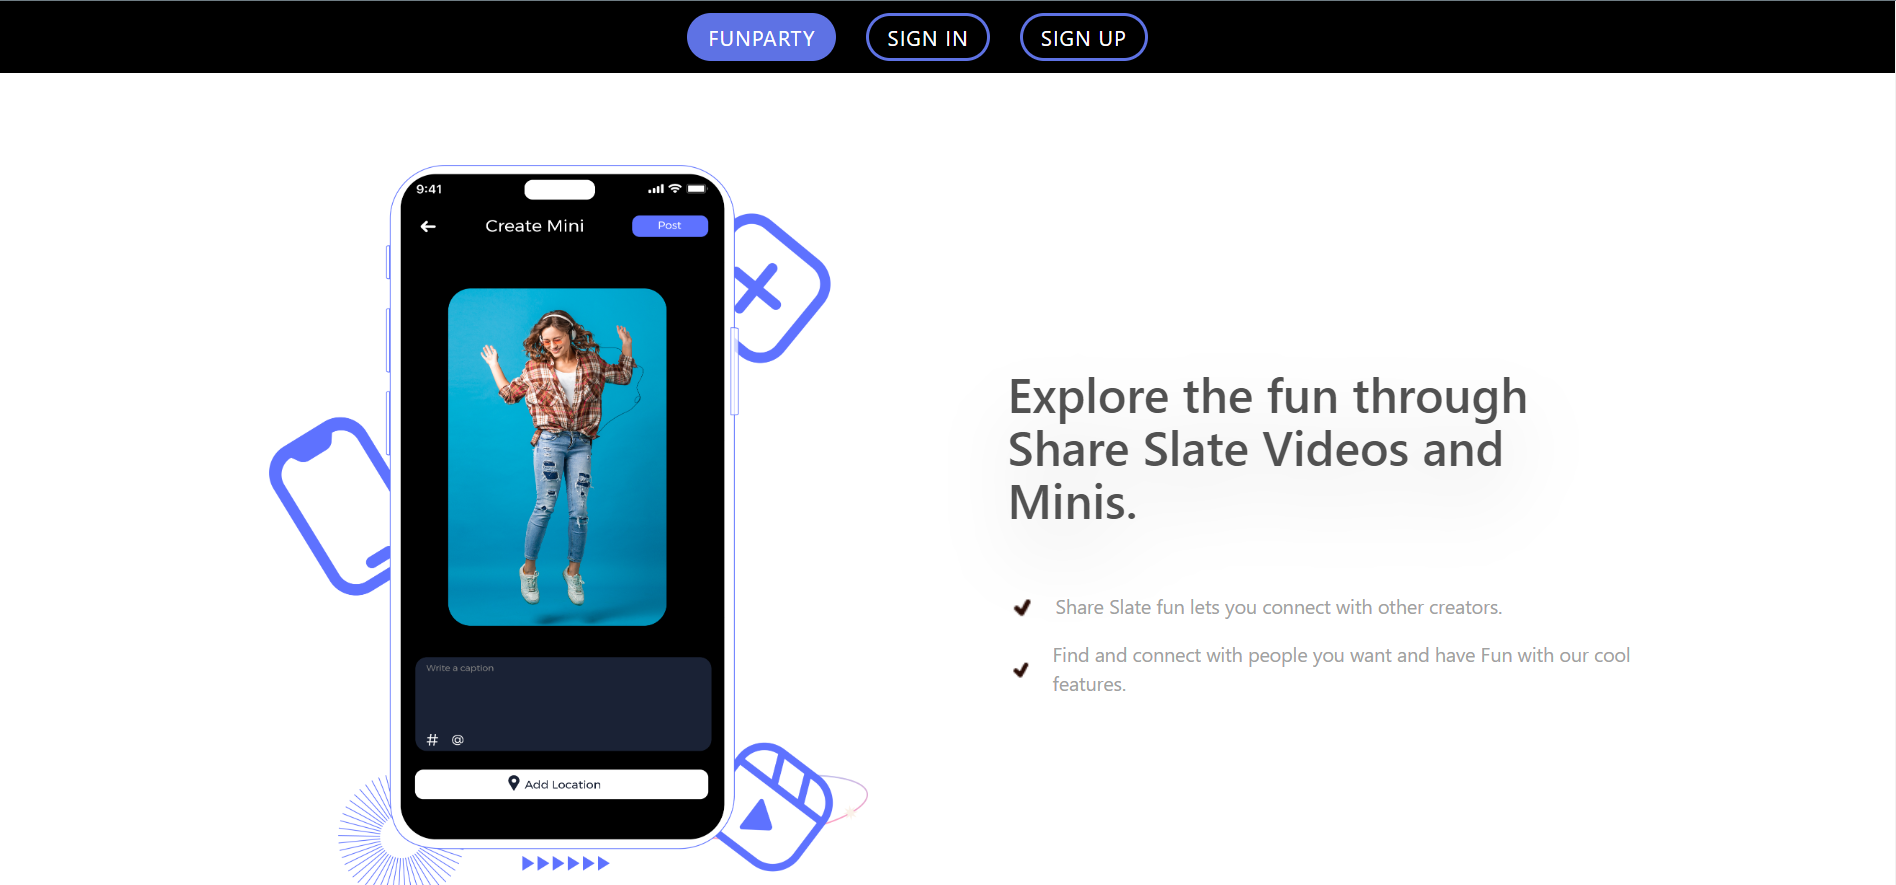 FUNPARTY SIGN IN SIGN UP
9:41
Create Mini Post
Write a caption
# @
Add Location
Explore the fun through
Share Slate Videos and
Minis.
Share Slate fun lets you connect with other creators.
Find and connect with people you want and have Fun with our cool
features.